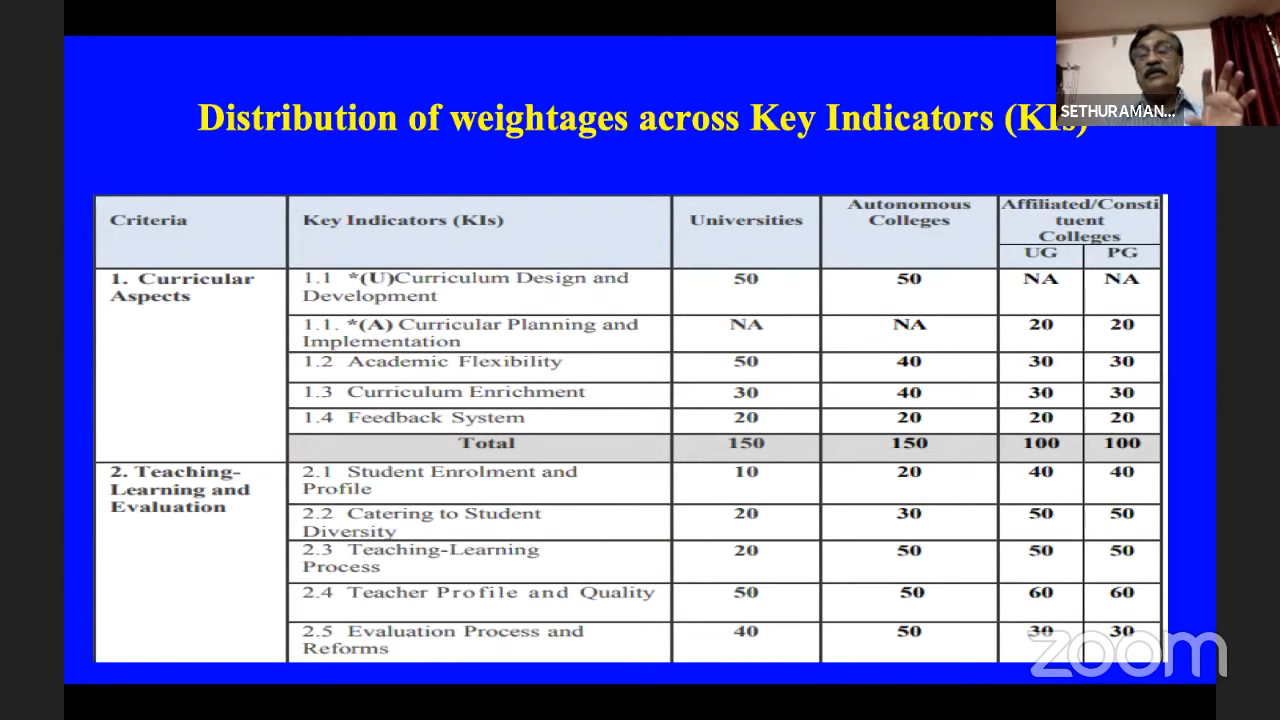 Distribution of weightages across Key Indicators (KIs)
SETHURAMAN...
Criteria Key Indicators (KIs) Universities Autonomous Colleges Affiliated/Consti
tuent
Colleges
UG PG
1. Curricular 1.1 *(U)Curriculum Design and 50 50 NA NA
Aspects Development
1.1. *(A) Curricular Planning and NA NA 20 20
Implementation
1.2 Academic Flexibility 50 40 30 30
1.3 Curriculum Enrichment 30 40 30 30
1.4 Feedback System 20 20 20 20
Total 150 150 100 100
2. Teaching- 2.1 Student Enrolment and 10 20 40 40
Learning and Profile
Evaluation 2.2 Catering to Student 20 30 50 50
Diversity
2.3 Teaching-Learning 20 50 50 50
Process
2.4 Teacher Profile and Quality 50 50 60 60
2.5 Evaluation Process and 40 50 30 30
Reforms
zoom